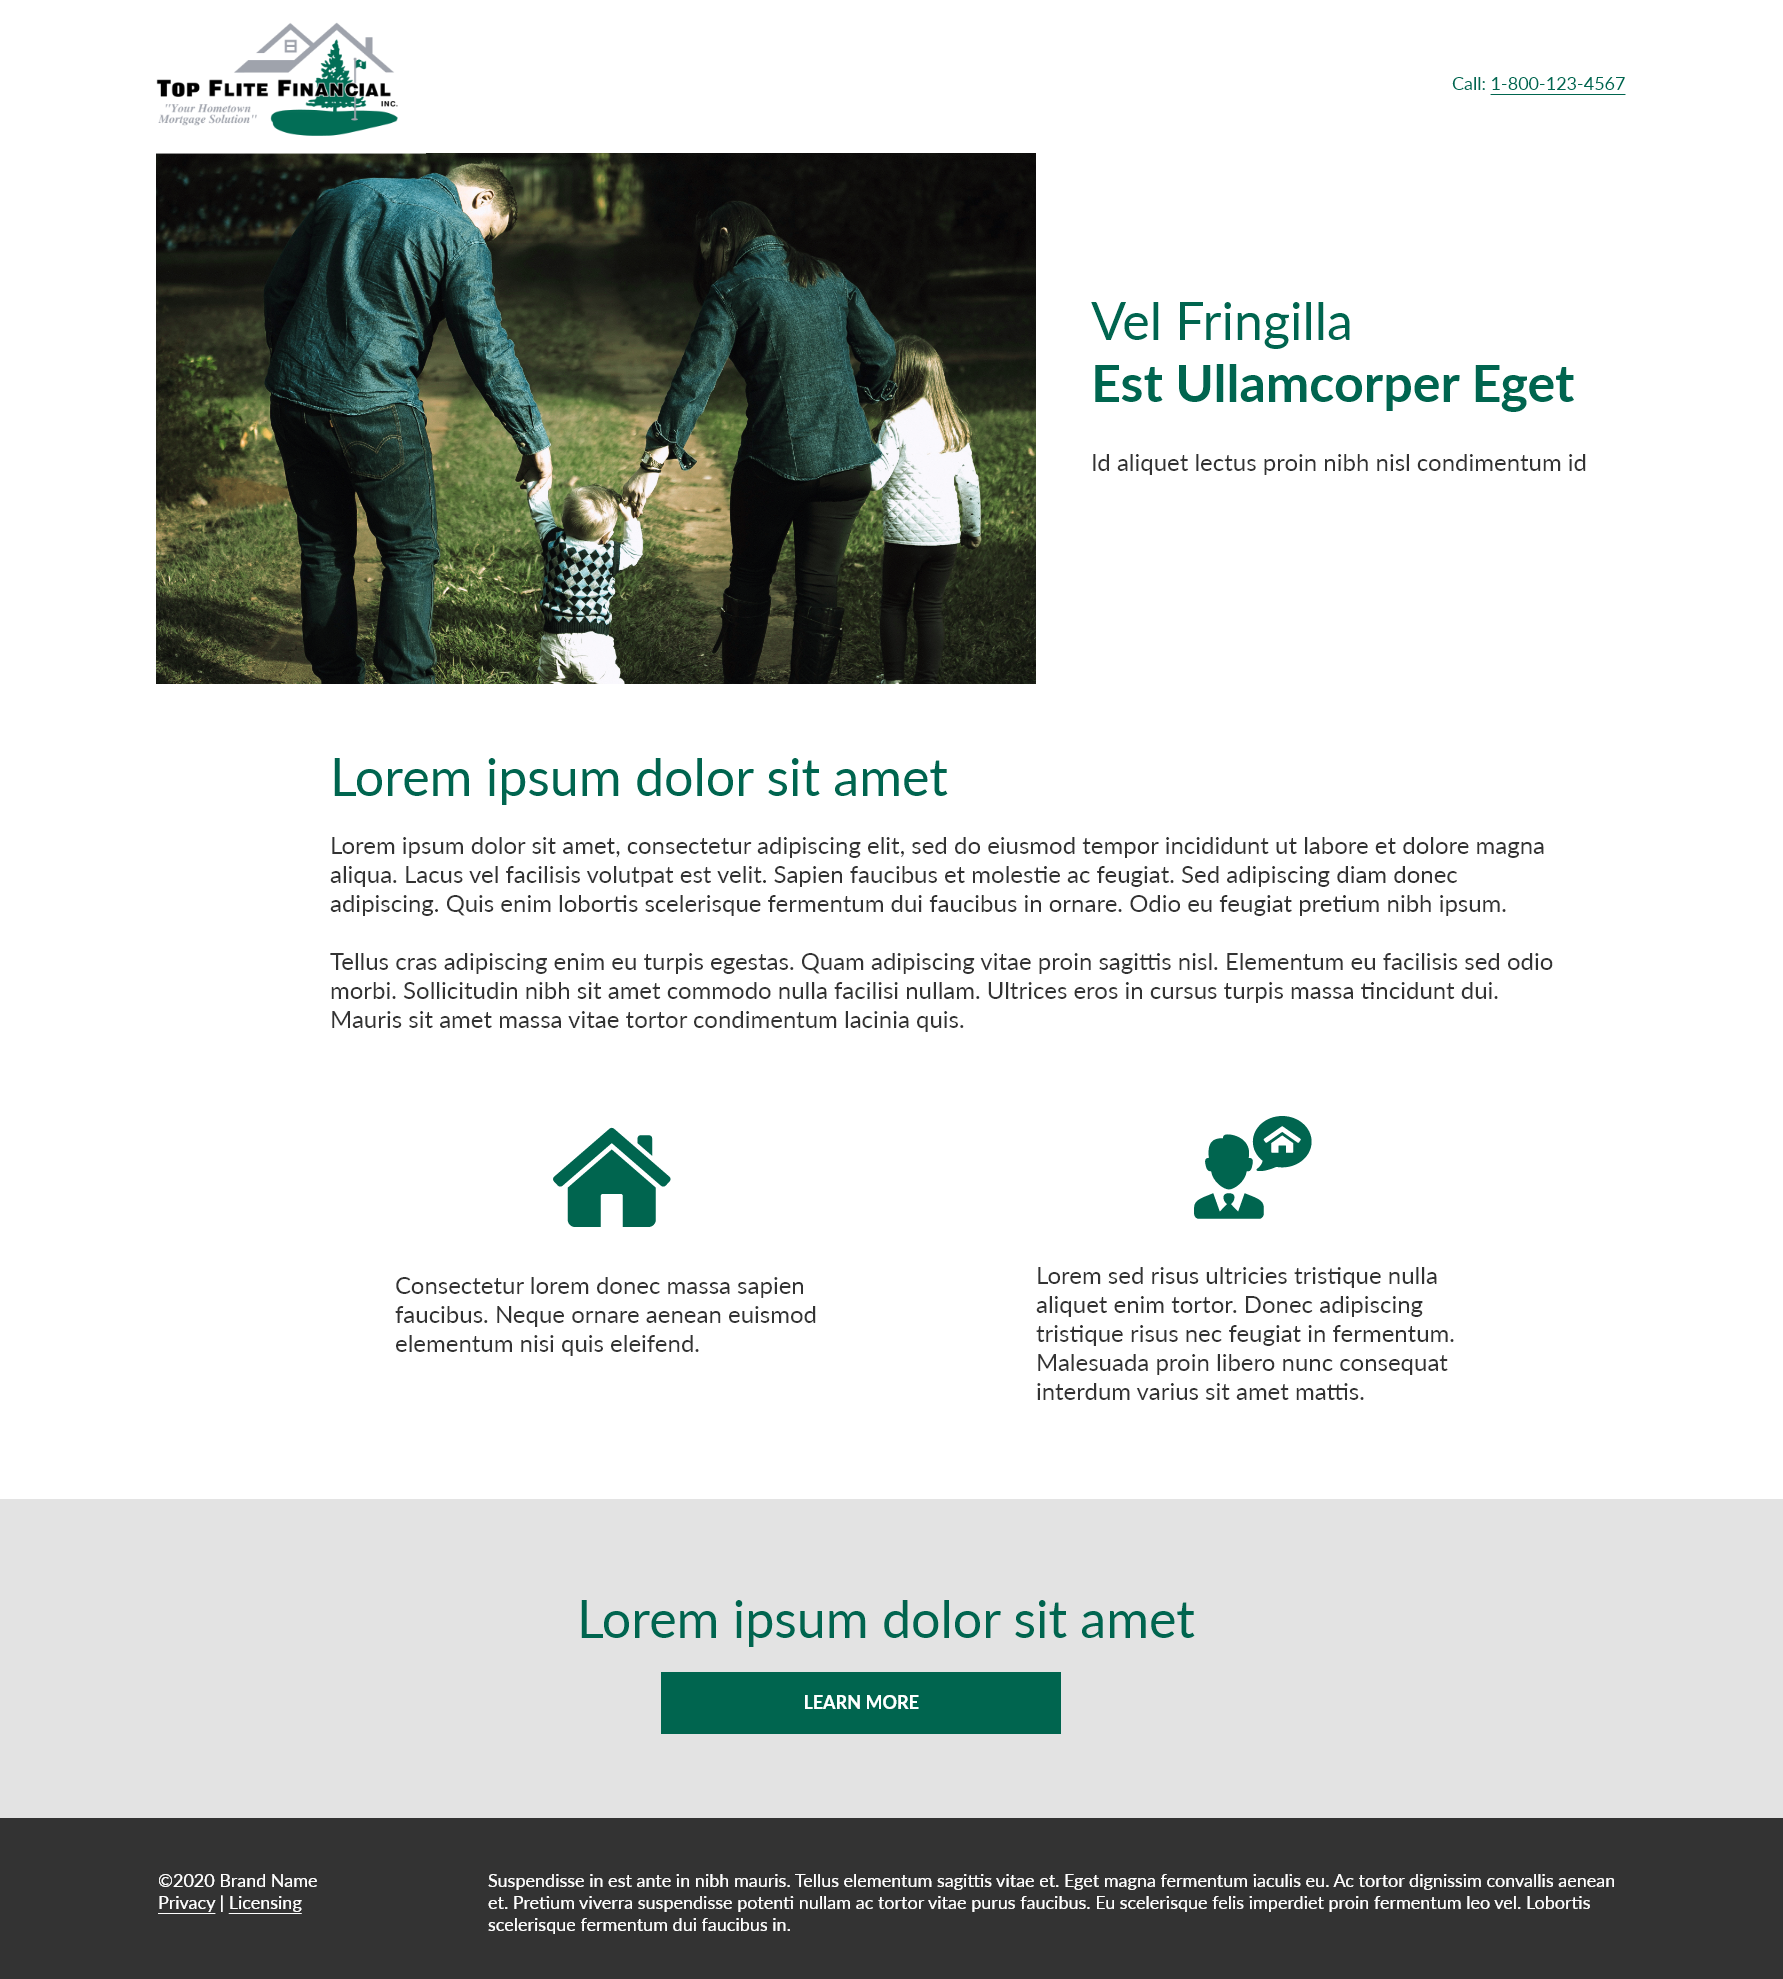 TOP FLITE FINANCIAL
INC.
"Your Hometown
Mortgage Solution"
Call: 1-800-123-4567
Vel Fringilla
Est Ullamcorper Eget
Id aliquet lectus proin nibh nisl condimentum id
Lorem ipsum dolor sit amet
Lorem ipsum dolor sit amet, consectetur adipiscing elit, sed do eiusmod tempor incididunt ut labore et dolore magna
aliqua. Lacus vel facilisis volutpat est velit. Sapien faucibus et molestie ac feugiat. Sed adipiscing diam donec
adipiscing. Quis enim lobortis scelerisque fermentum dui faucibus in ornare. Odio eu feugiat pretium nibh ipsum.
Tellus cras adipiscing enim eu turpis egestas. Quam adipiscing vitae proin sagittis nisl. Elementum eu facilisis sed odio
morbi. Sollicitudin nibh sit amet commodo nulla facilisi nullam. Ultrices eros in cursus turpis massa tincidunt dui.
Mauris sit amet massa vitae tortor condimentum lacinia quis.
Consectetur lorem donec massa sapien
faucibus. Neque ornare aenean euismod
elementum nisi quis eleifend.
Lorem sed risus ultricies tristique nulla
aliquet enim tortor. Donec adipiscing
tristique risus nec feugiat in fermentum.
Malesuada proin libero nunc consequat
interdum varius sit amet mattis.
Lorem ipsum dolor sit amet
LEARN MORE
©2020 Brand Name
Privacy | Licensing
Suspendisse in est ante in nibh mauris. Tellus elementum sagittis vitae et. Eget magna fermentum iaculis eu. Ac tortor dignissim convallis aenean
et. Pretium viverra suspendisse potenti nullam ac tortor vitae purus faucibus. Eu scelerisque felis imperdiet proin fermentum leo vel. Lobortis
scelerisque fermentum dui faucibus in.